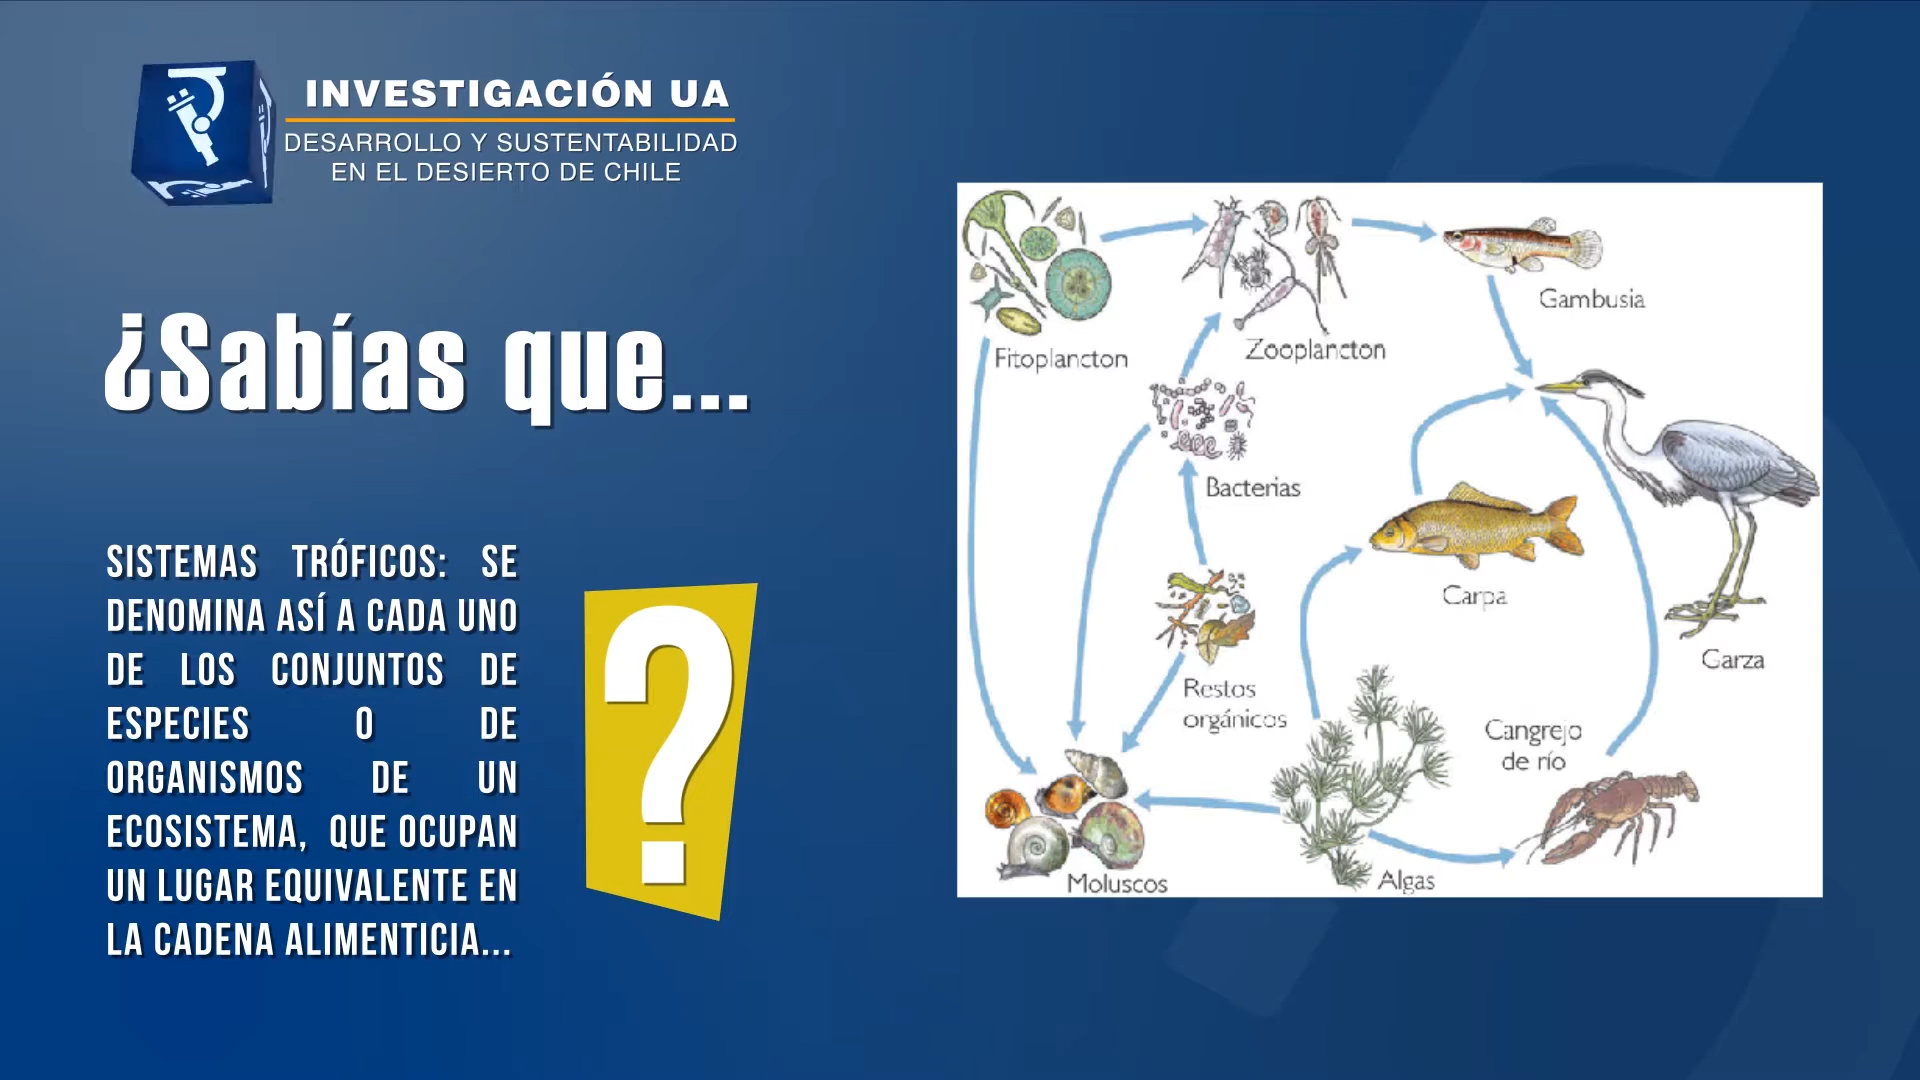 INVESTIGACIÓN UA
DESARROLLO Y SUSTENTABILIDAD
EN EL DESIERTO DE CHILE
¿Sabías que...
SISTEMAS TRÓFICOS: SE
DENOMINA ASÍ A CADA UNO
DE LOS CONJUNTOS DE
ESPECIES O DE
ORGANISMOS DE UN
ECOSISTEMA, QUE OCUPAN
UN LUGAR EQUIVALENTE EN
LA CADENA ALIMENTICIA...
?
Gambusia
Zooplancton
Fitoplancton
Bacterias
Carpa
Garza
Restos
orgánicos
Cangrejo
de río
Moluscos
Algas